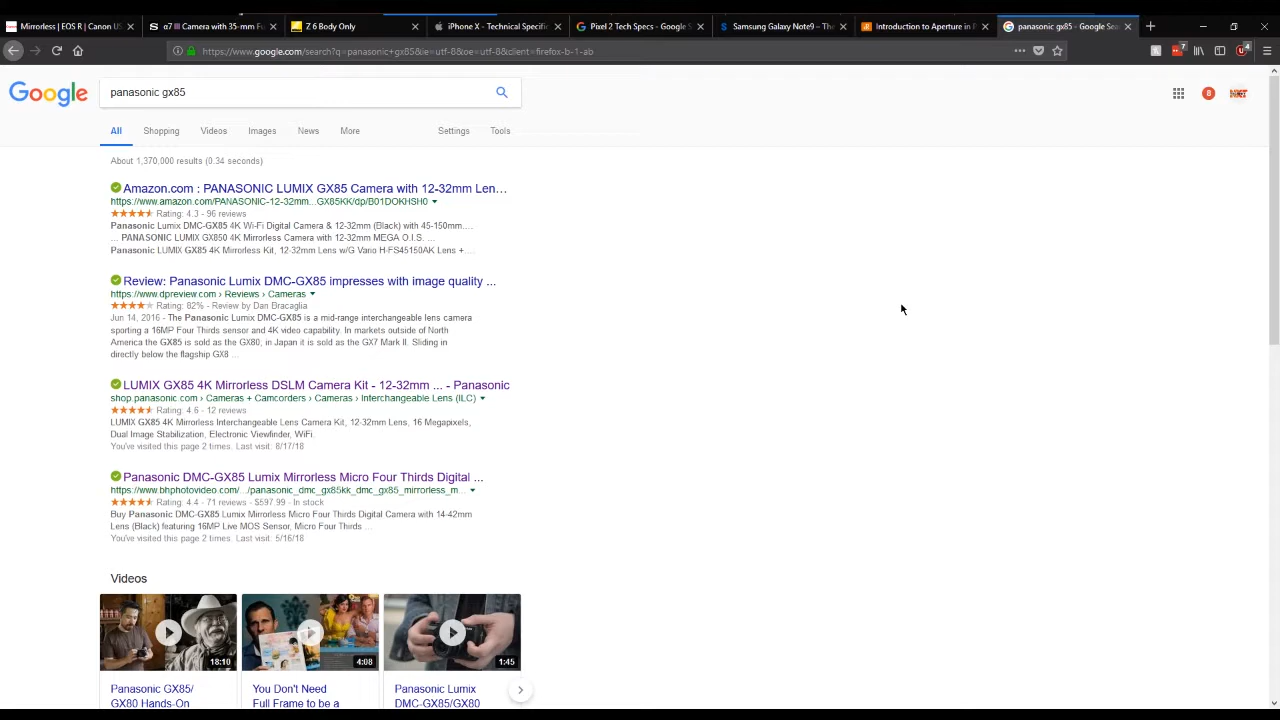 Mirrorless | EOS R | Canon US
α7 Camera with 35-mm F
Z 6 Body Only
iPhone X - Technical Specific
Pixel 2 Tech Specs - Google S
Samsung Galaxy Note9 – The
Introduction to Aperture in P
panasonic gx85 - Google Sea
https://www.google.com/search?q=panasonic+gx85&ie=utf-8&oe=utf-8&client=firefox-b-1-ab
7
4
Google
panasonic gx85
8
All Shopping Videos Images News More Settings Tools
About 1,370,000 results (0.34 seconds)
Amazon.com : PANASONIC LUMIX GX85 Camera with 12-32mm Len...
https://www.amazon.com/PANASONIC-12-32mm...GX85KK/dp/B01DOKHSH0
Rating: 4.3 - 96 reviews
Panasonic Lumix DMC-GX85 4K Wi-Fi Digital Camera & 12-32mm (Black) with 45-150mm....
... PANASONIC LUMIX GX850 4K Mirrorless Camera with 12-32mm MEGA O.I.S. ...
Panasonic LUMIX GX85 4K Mirrorless Kit, 12-32mm Lens w/G Vario H-FS45150AK Lens +....
Review: Panasonic Lumix DMC-GX85 impresses with image quality ...
https://www.dpreview.com › Reviews › Cameras
Rating: 82% - Review by Dan Bracaglia
Jun 14, 2016 - The Panasonic Lumix DMC-GX85 is a mid-range interchangeable lens camera
sporting a 16MP Four Thirds sensor and 4K video capability. In markets outside of North
America the GX85 is sold as the GX80; in Japan it is sold as the GX7 Mark II. Sliding in
directly below the flagship GX8 ...
LUMIX GX85 4K Mirrorless DSLM Camera Kit - 12-32mm ... - Panasonic
shop.panasonic.com › Cameras + Camcorders › Cameras › Interchangeable Lens (ILC)
Rating: 4.6 - 12 reviews
LUMIX GX85 4K Mirrorless Interchangeable Lens Camera Kit, 12-32mm Lens, 16 Megapixels,
Dual Image Stabilization, Electronic Viewfinder, WiFi.
You've visited this page 2 times. Last visit: 8/17/18
Panasonic DMC-GX85 Lumix Mirrorless Micro Four Thirds Digital ...
https://www.bhphotovideo.com/.../panasonic_dmc_gx85kk_dmc_gx85_mirrorless_m...
Rating: 4.4 - 71 reviews - $597.99 - In stock
Buy Panasonic DMC-GX85 Lumix Mirrorless Micro Four Thirds Digital Camera with 14-42mm
Lens (Black) featuring 16MP Live MOS Sensor, Micro Four Thirds ...
You've visited this page 2 times. Last visit: 5/16/18
Videos
18:10
4:08
1:45
Panasonic GX85/
GX80 Hands-On
You Don't Need
Full Frame to be a
Panasonic Lumix
DMC-GX85/GX80